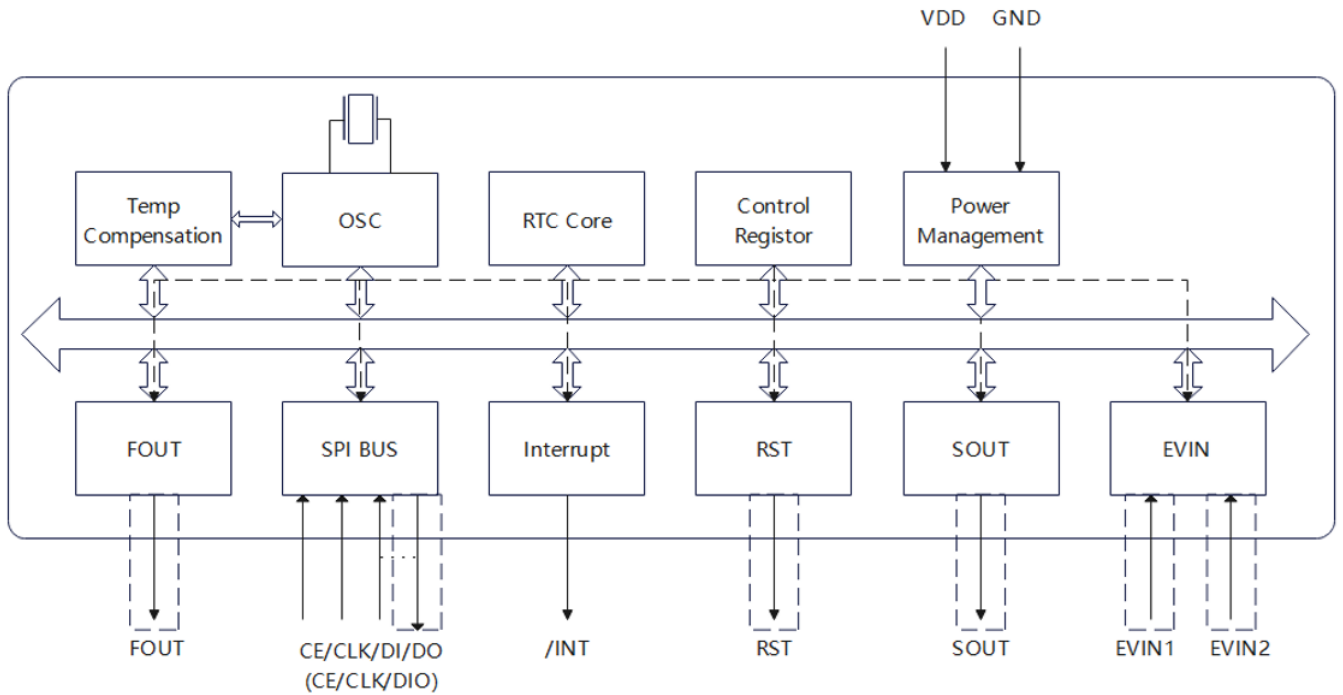 VDD GND
Temp
Compensation
OSC
RTC Core
Control
Registor
Power
Management
FOUT
SPI BUS
Interrupt
RST
SOUT
EVIN
FOUT
CE/CLK/DI/DO
(CE/CLK/DIO)
/INT
RST
SOUT
EVIN1
EVIN2